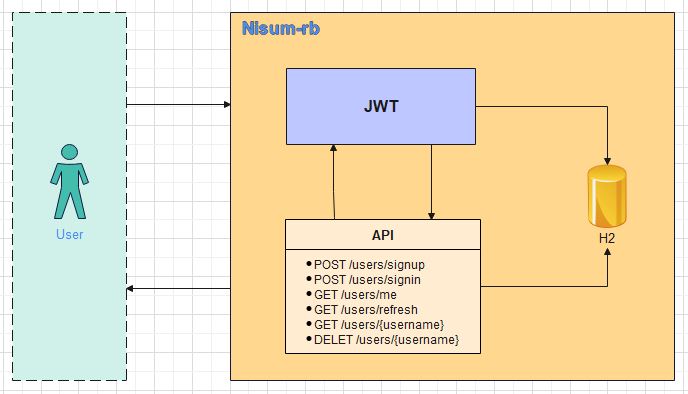 Nisum-rb
JWT
User
H2
API
• POST /users/signup
• POST /users/signin
• GET /users/me
• GET /users/refresh
• GET /users/{username}
• DELET /users/{username}